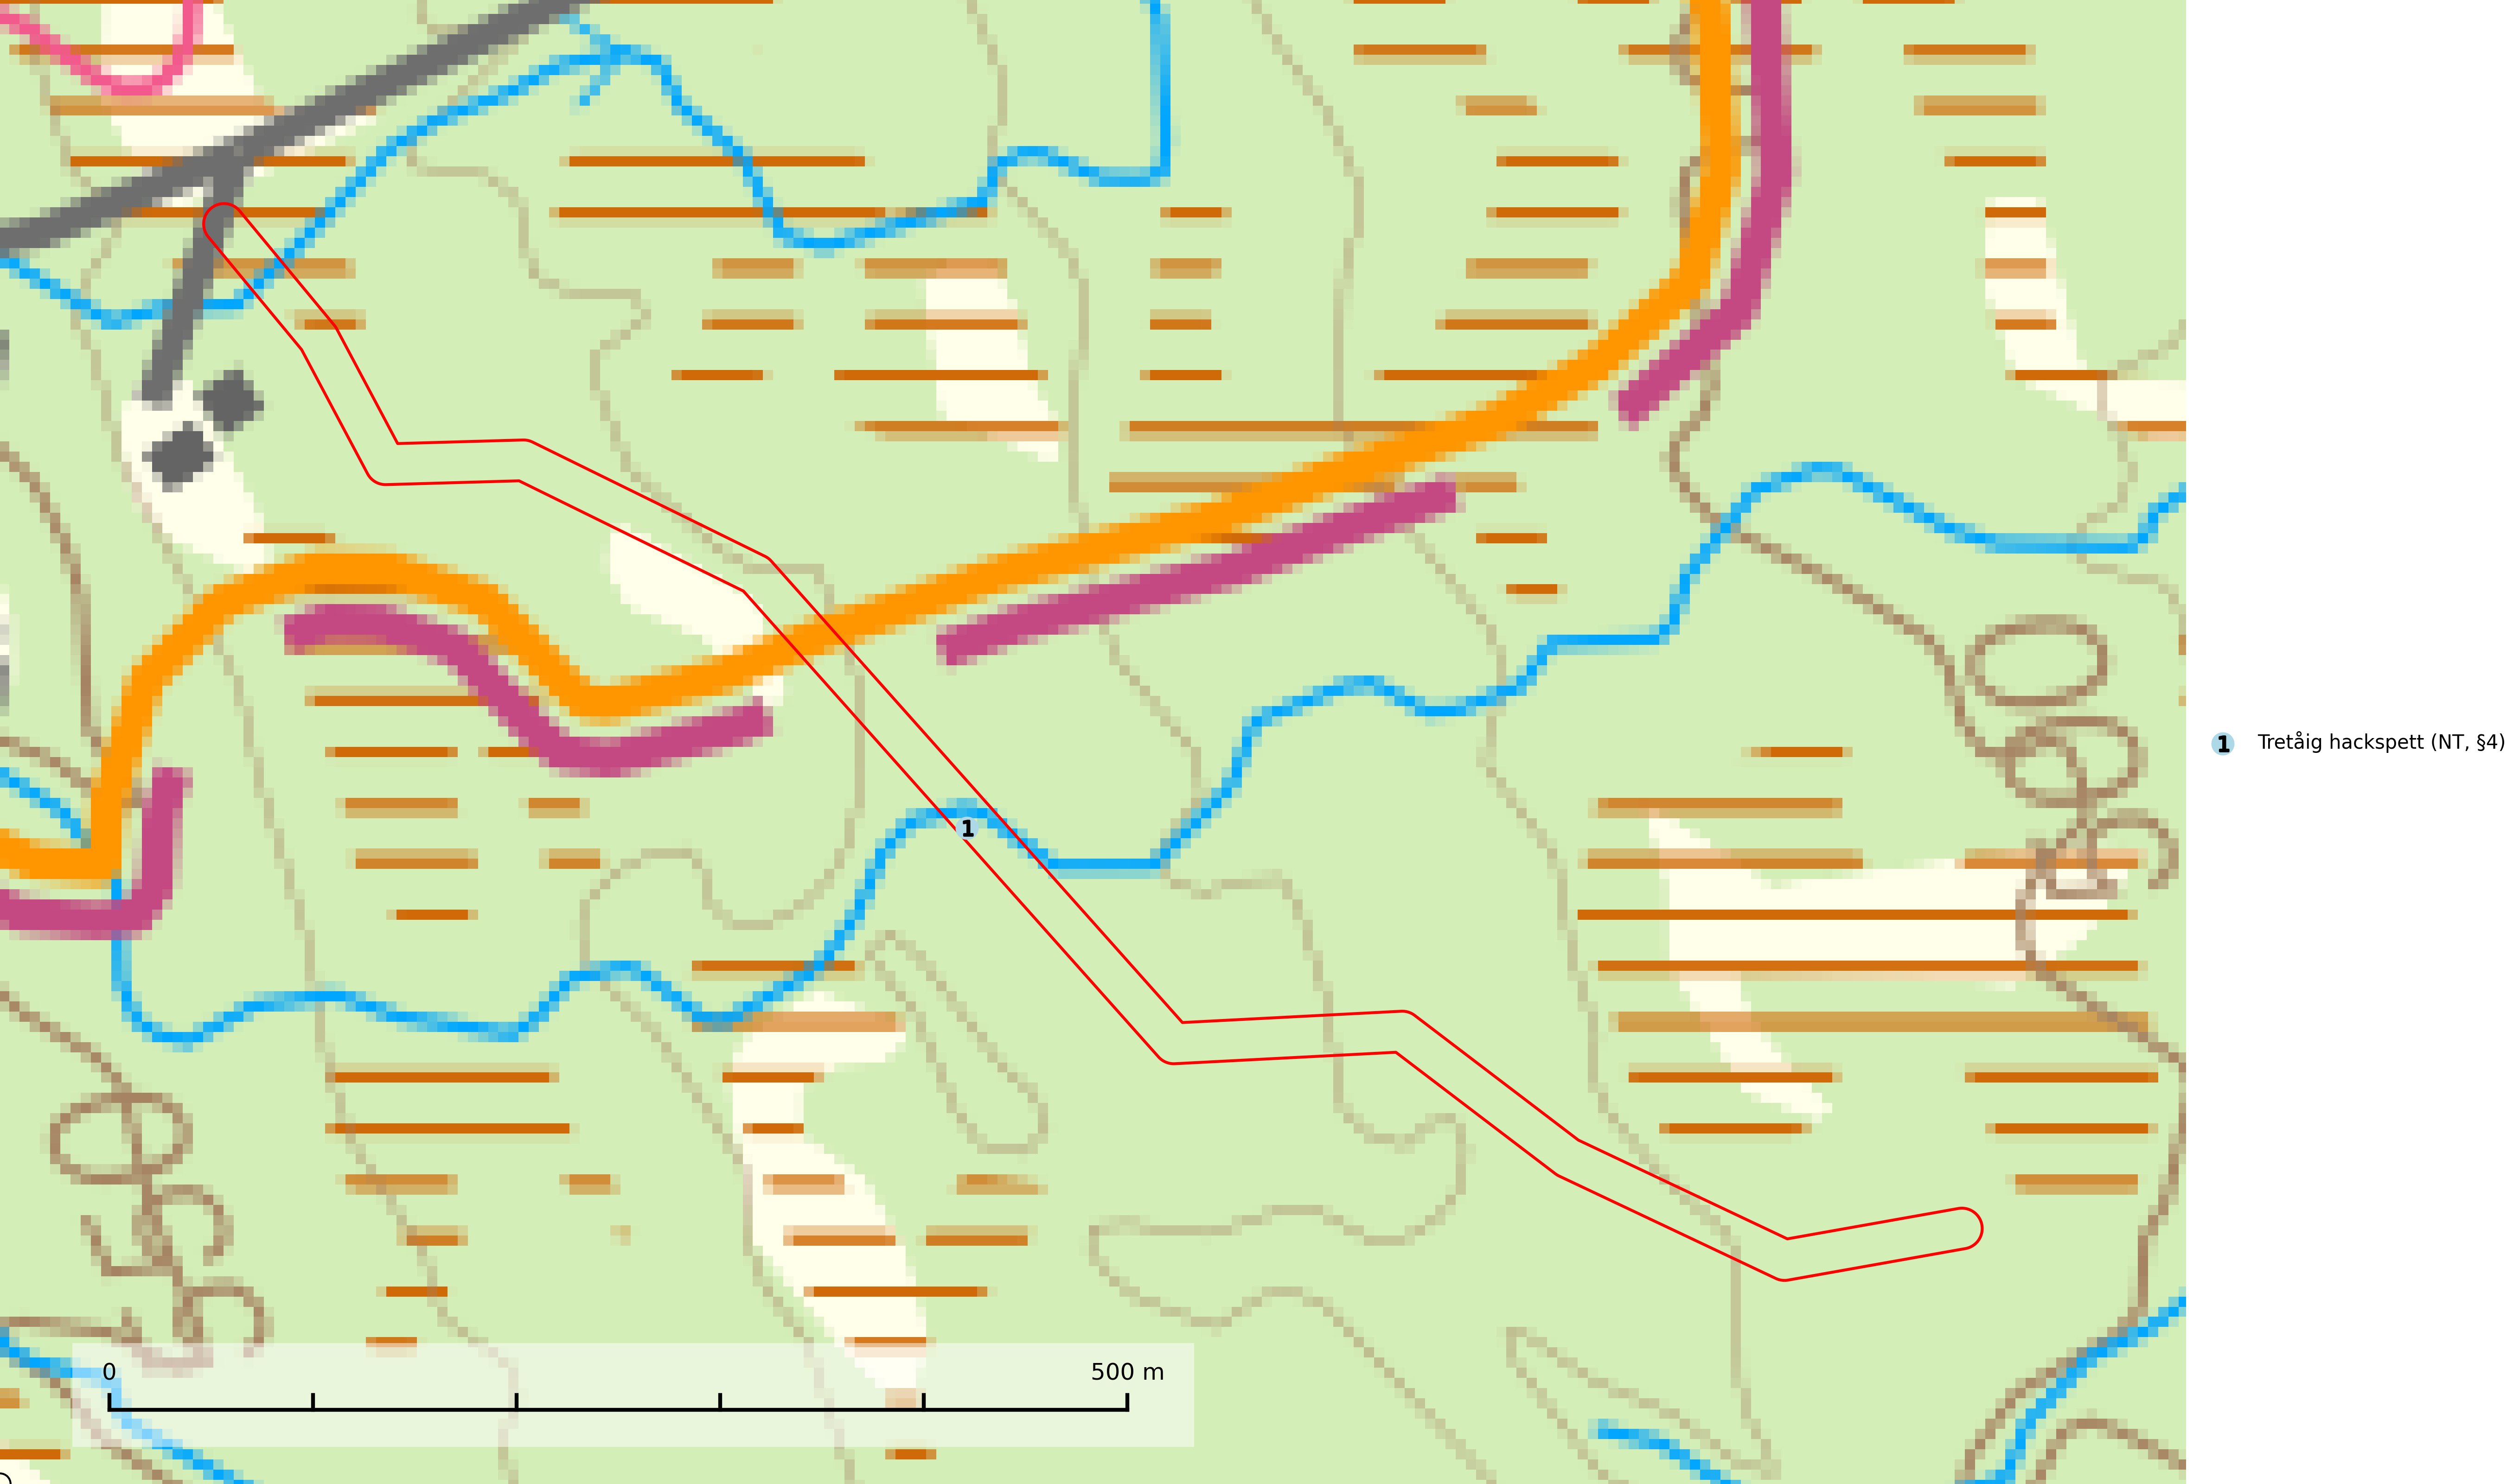 1 Tretåig hackspett (NT, §4)
1
0 500 m